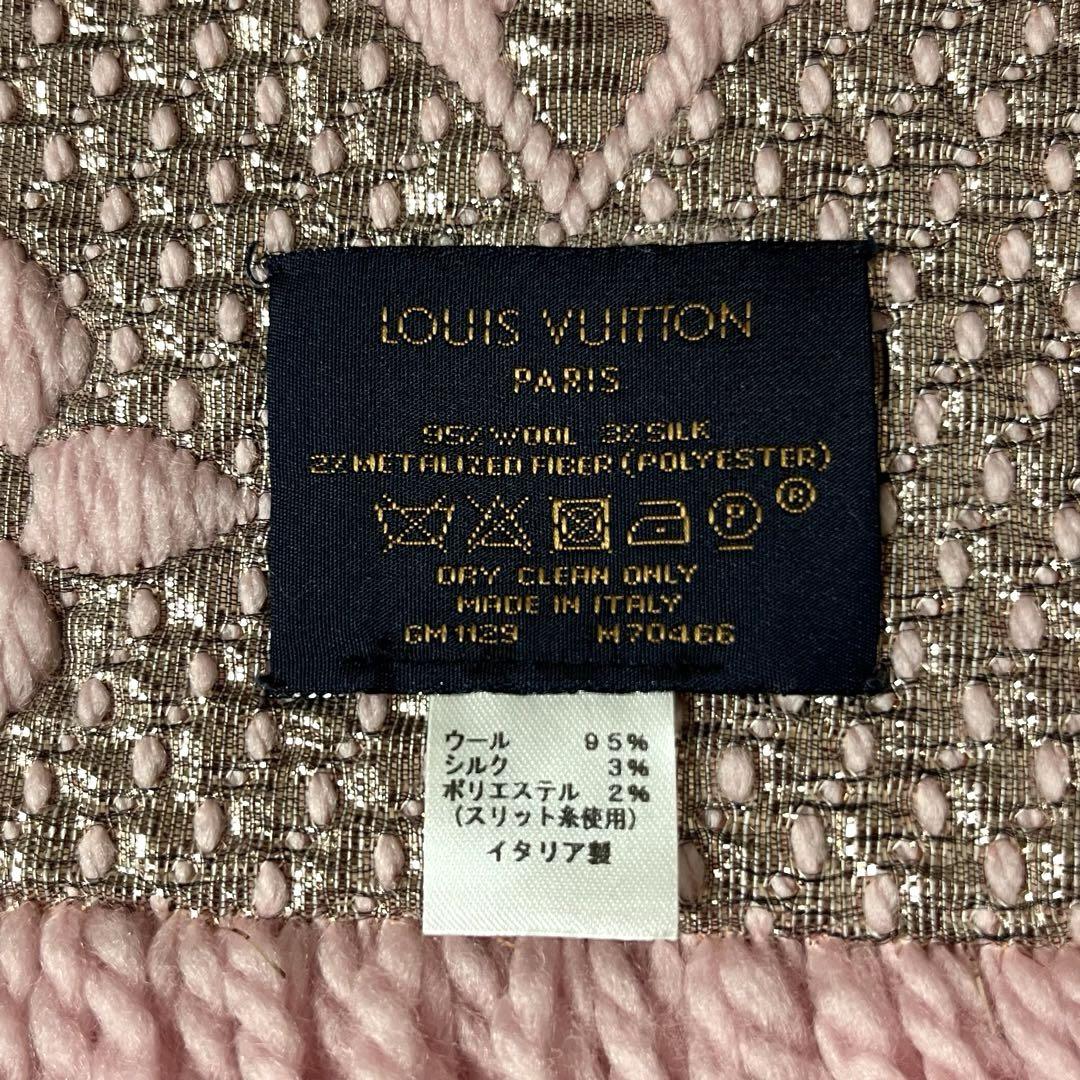 LOUIS VUITTON
PARIS
95% WOOL 3% SILK
2% METALIZED FIBER (POLYESTER)
P ®
DRY CLEAN ONLY
MADE IN ITALY
GM1129 M70466
ウール 95%
シルク 3%
ポリエステル 2%
(スリット糸使用)
イタリア製